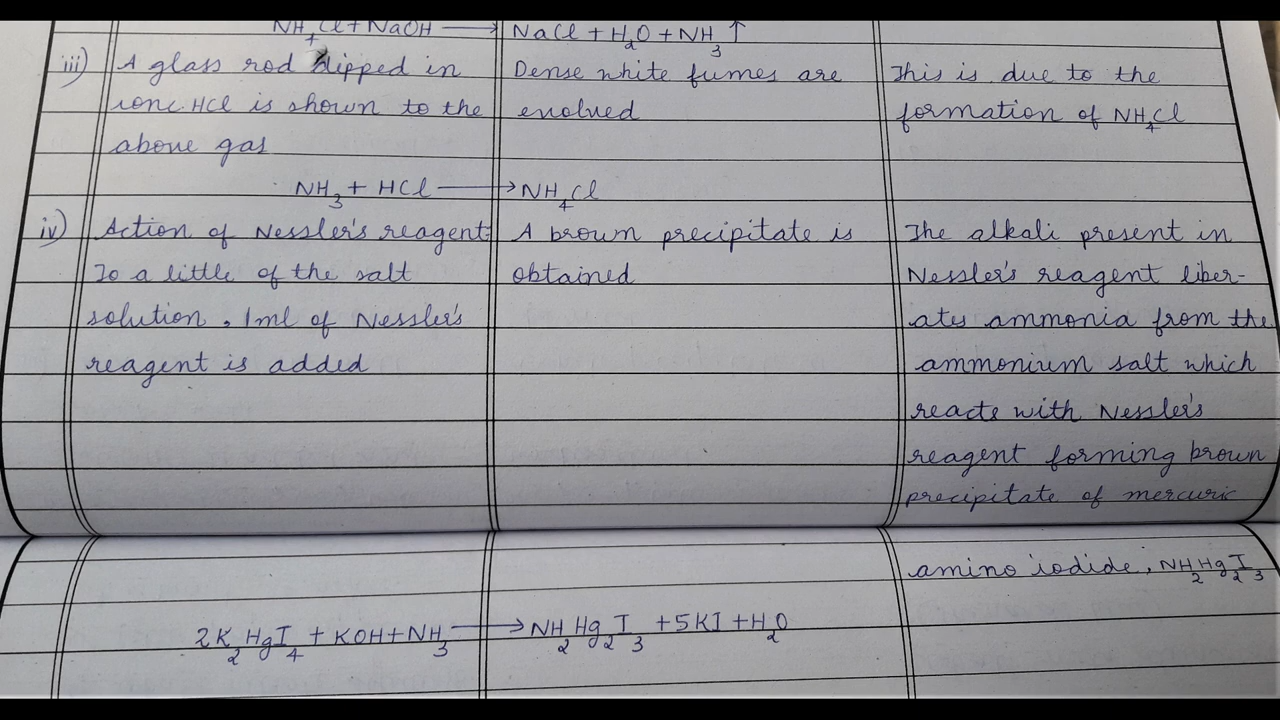 NH₄Cl + NaOH ⟶ NaCl + H₂O + NH₃ ↑
iii) A glass rod dipped in
conc. HCl is shown to the
above gas
Dense white fumes are
evolved
This is due to the
formation of NH₄Cl
NH₃ + HCl ⟶ NH₄Cl
iv) Action of Nessler's reagent:
To a little of the salt
solution, 1ml of Nessler's
reagent is added
A brown precipitate is
obtained
The alkali present in
Nessler's reagent liber-
ates ammonia from the
ammonium salt which
reacts with Nessler's
reagent forming brown
precipitate of mercuric
amino iodide, NH₂Hg₂I₃
2K₂HgI₄ + KOH + NH₃ ⟶ NH₂Hg₂I₃ + 5KI + H₂O